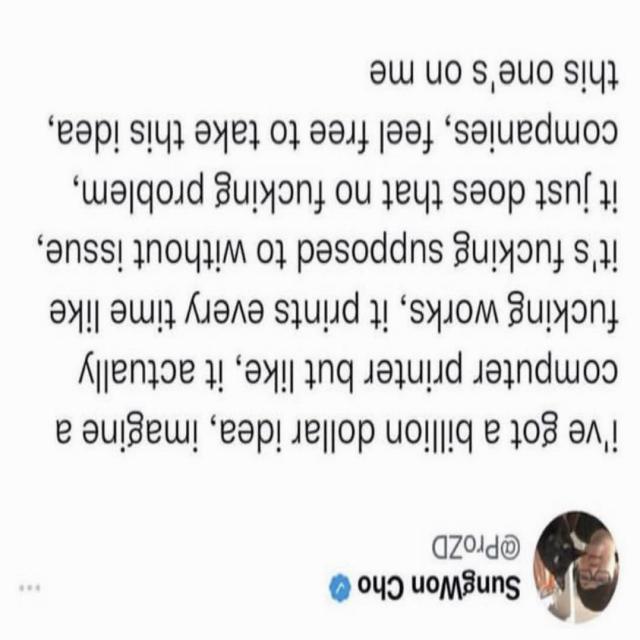 SungWon Cho
@ProZD
i've got a billion dollar idea, imagine a
computer printer but like, it actually
fucking works, it prints every time like
it's fucking supposed to without issue,
it just does that no fucking problem,
companies, feel free to take this idea,
this one's on me